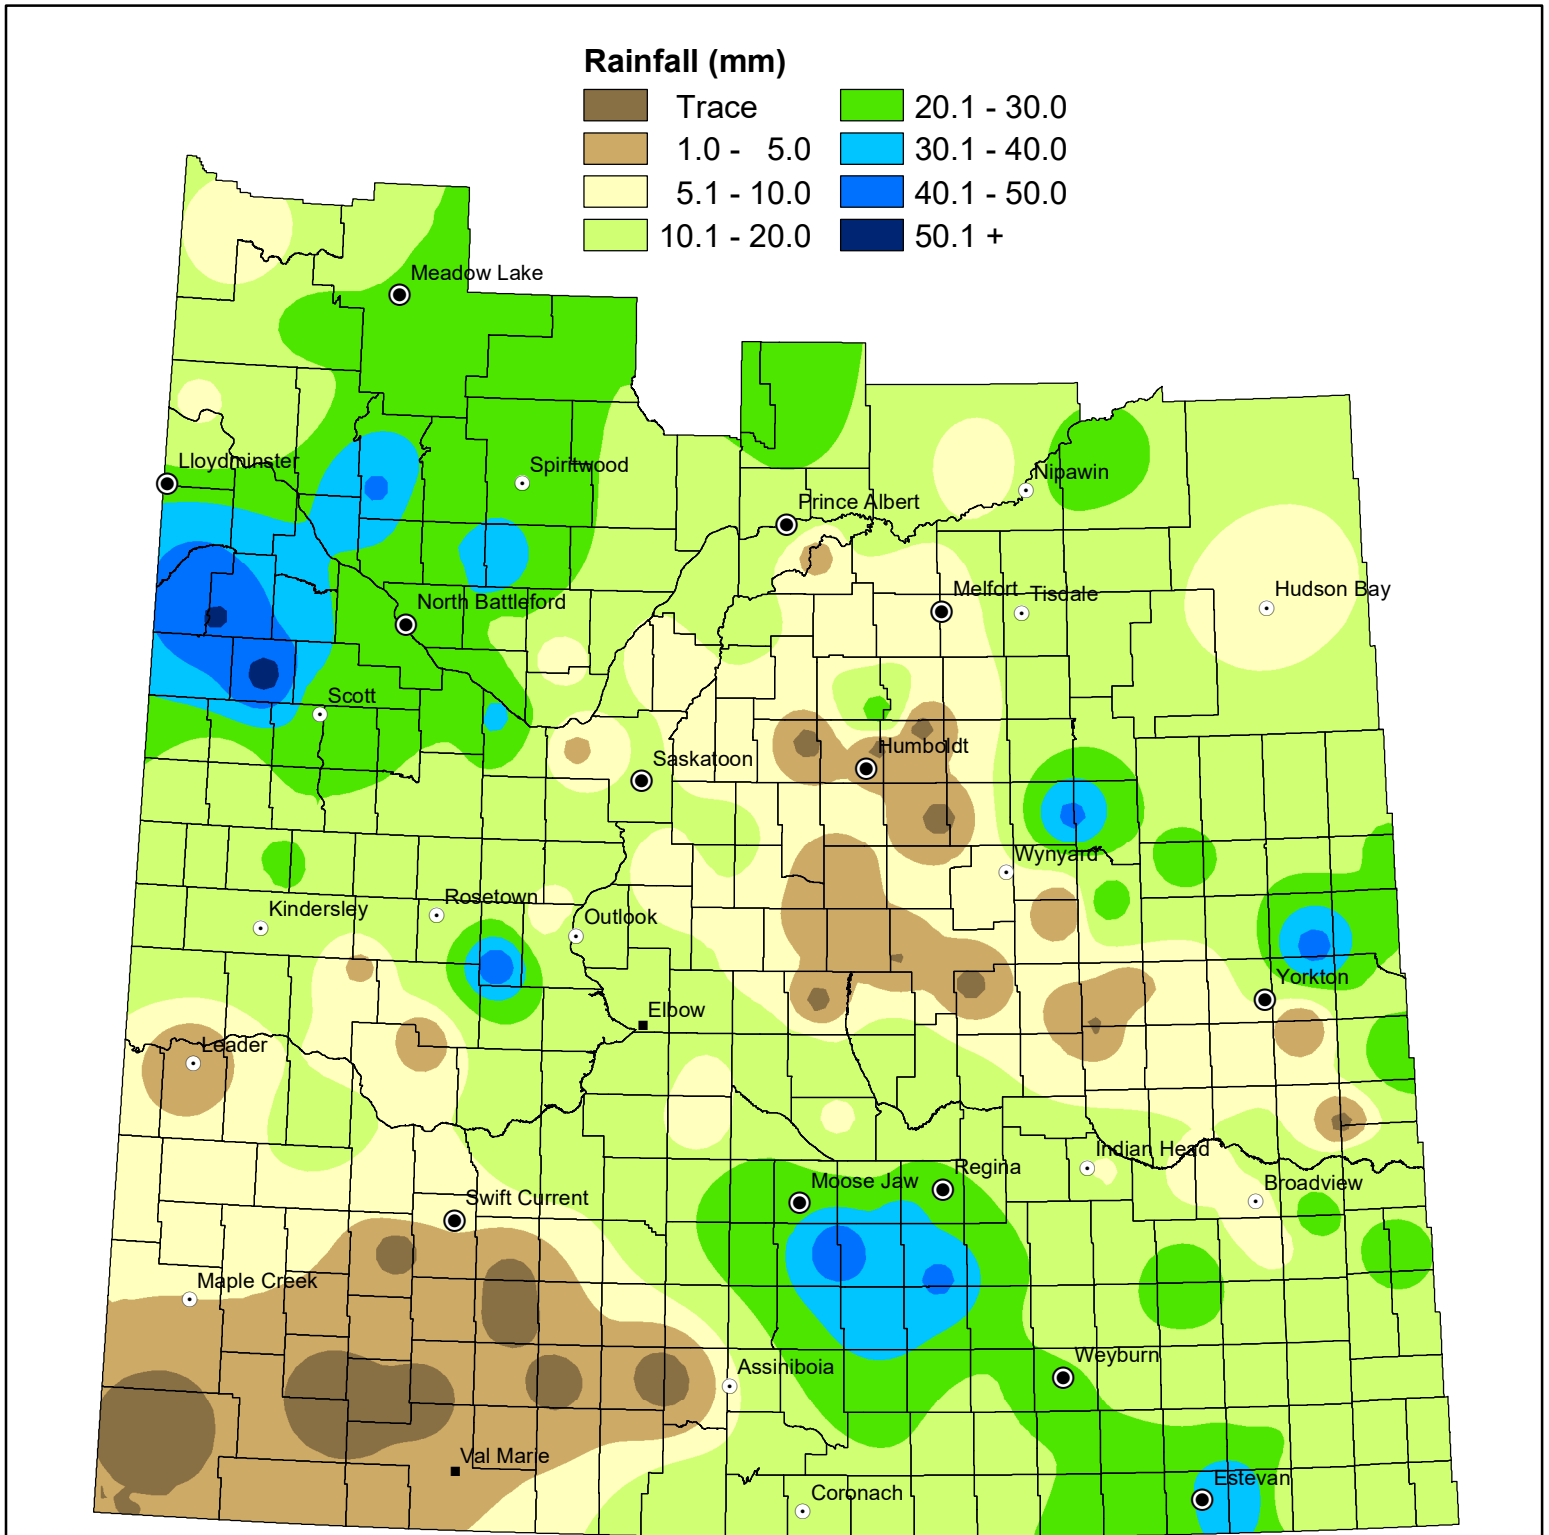 Rainfall (mm)
Trace
20.1 - 30.0
1.0 - 5.0
30.1 - 40.0
5.1 - 10.0
40.1 - 50.0
10.1 - 20.0
50.1 +
Meadow Lake
Lloydminster
Spiritwood
Nipawin
Prince Albert
Hudson Bay
Melfort
Tisdale
North Battleford
Scott
Humboldt
Saskatoon
Wynyard
Rosetown
Kindersley
Outlook
Yorkton
Elbow
Leader
Indian Head
Regina
Moose Jaw
Broadview
Swift Current
Maple Creek
Weyburn
Assiniboia
Val Marie
Estevan
Coronach